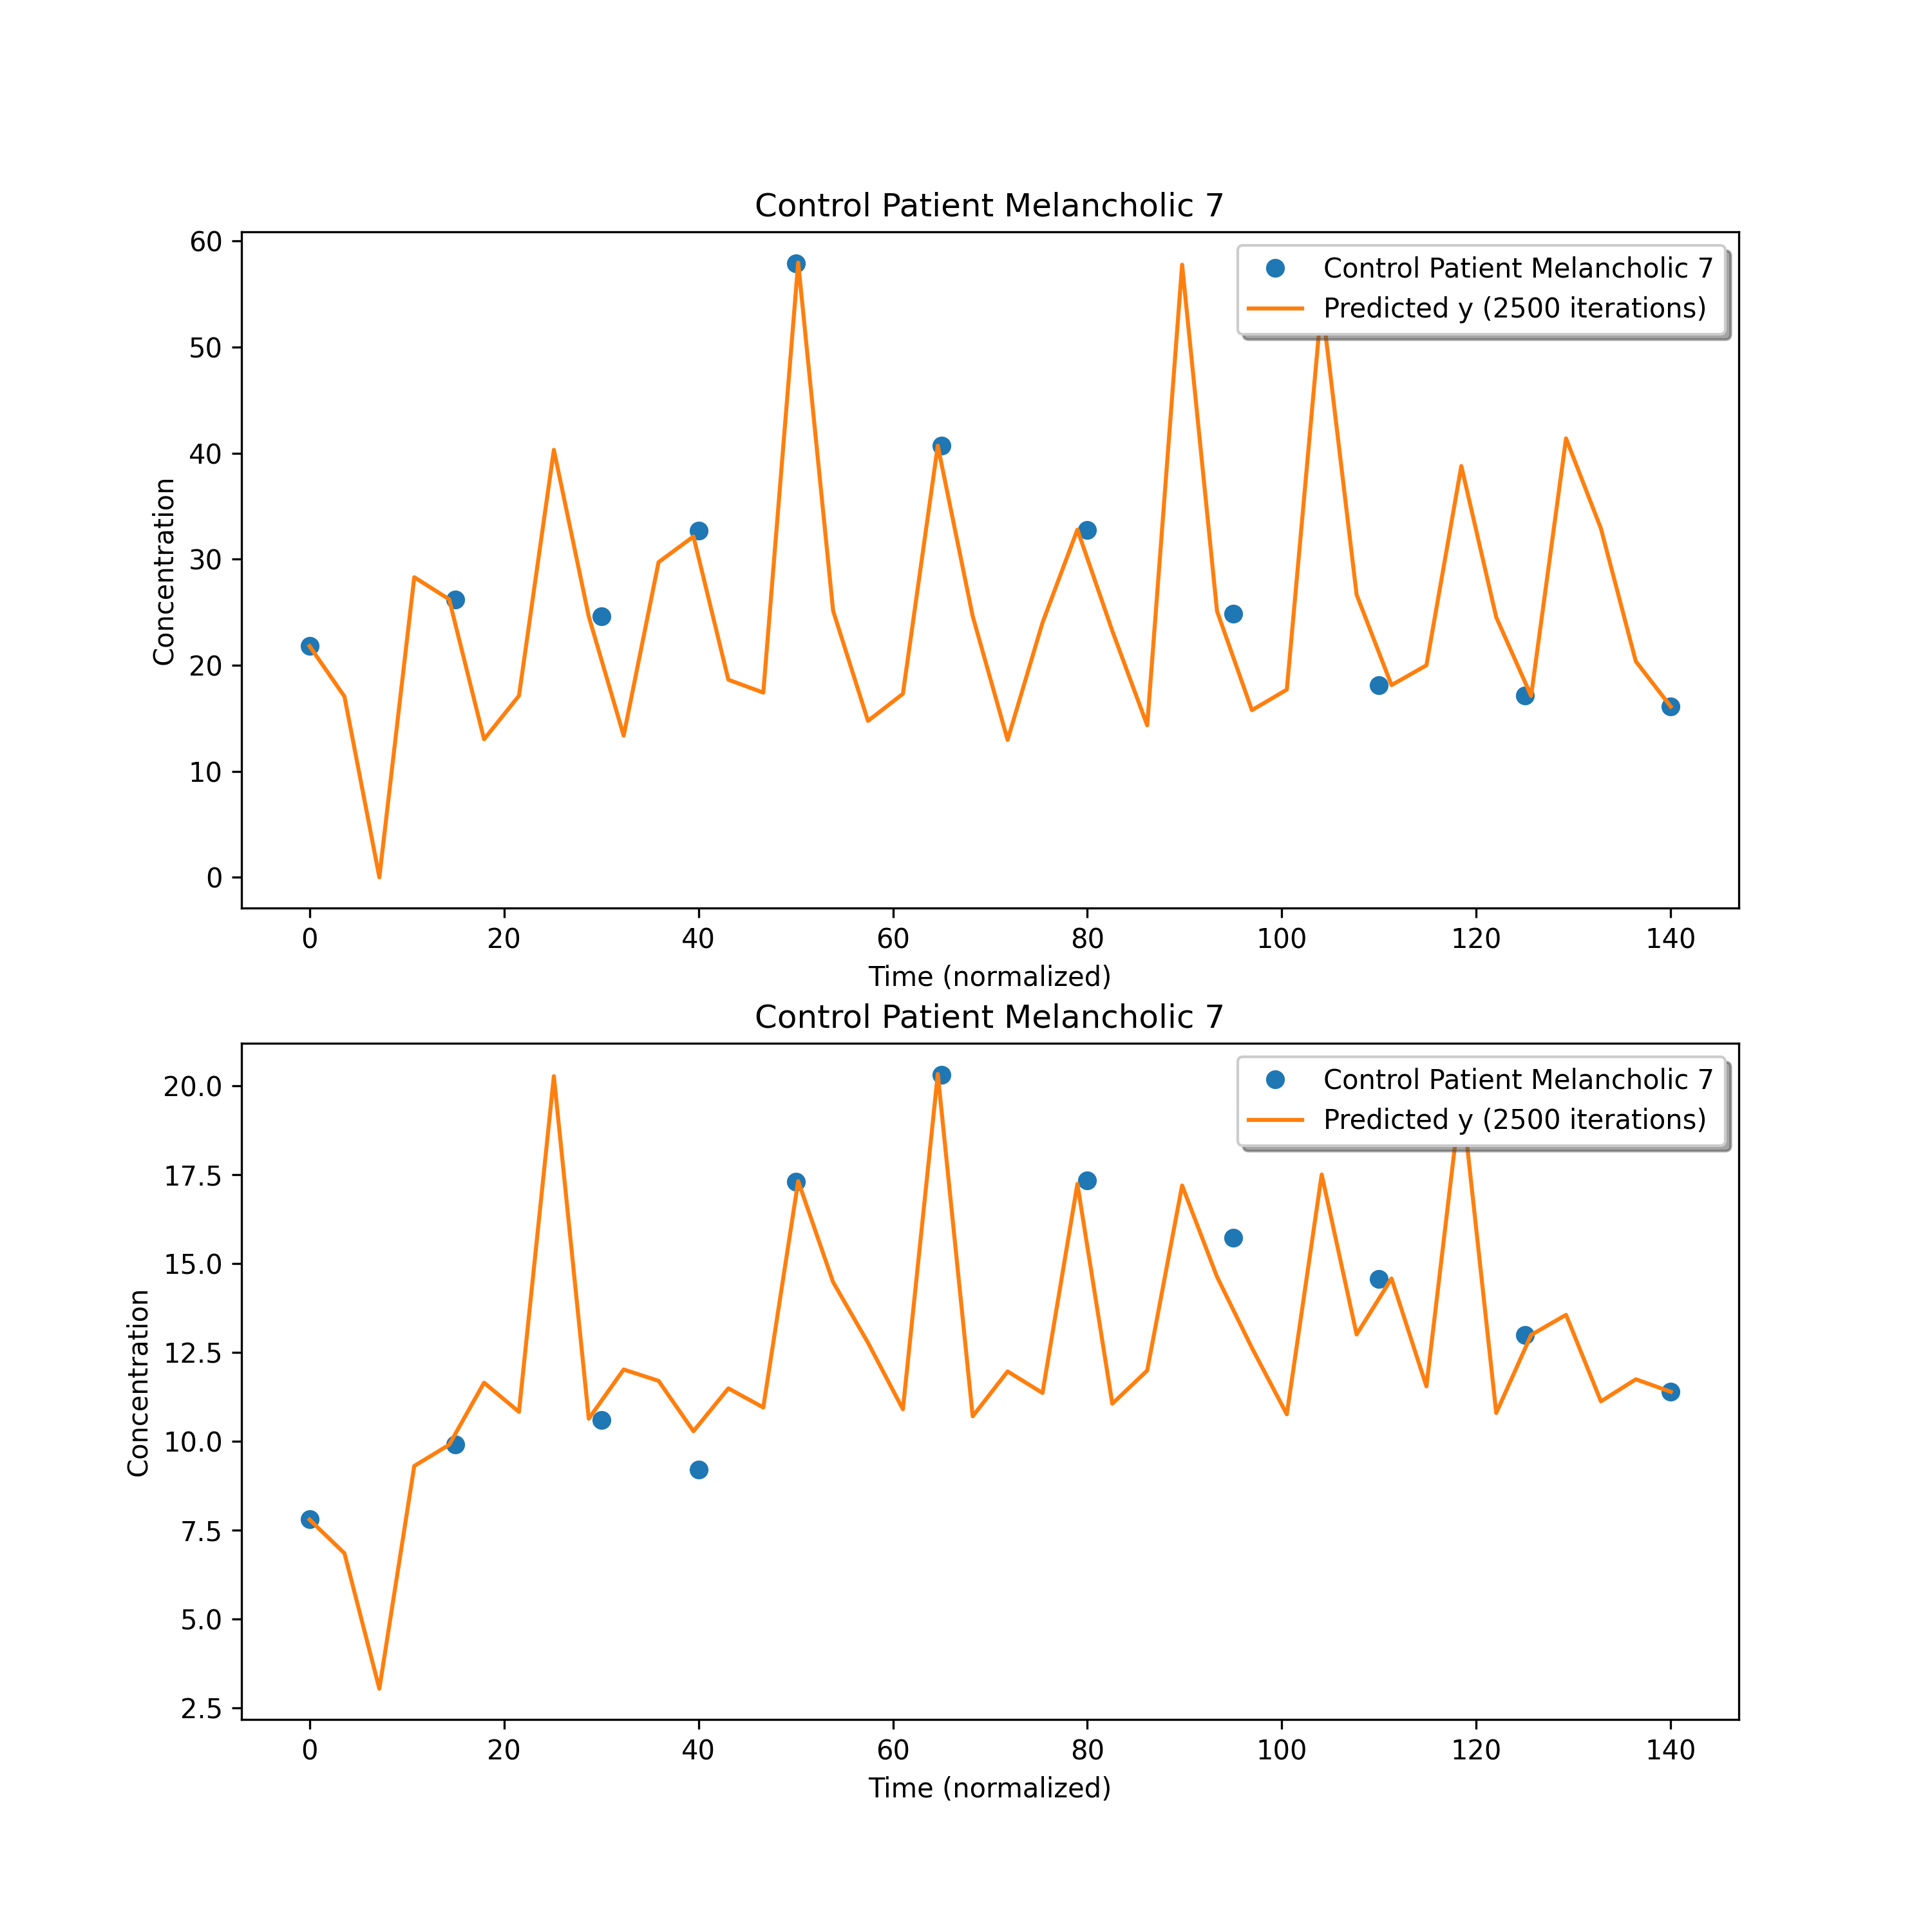 Control Patient Melancholic 7
Control Patient Melancholic 7
Predicted y (2500 iterations)
60
50
40
30
20
10
0
Concentration
0 20 40 60 80 100 120 140
Time (normalized)
Control Patient Melancholic 7
Control Patient Melancholic 7
Predicted y (2500 iterations)
20.0
17.5
15.0
12.5
10.0
7.5
5.0
2.5
Concentration
0 20 40 60 80 100 120 140
Time (normalized)